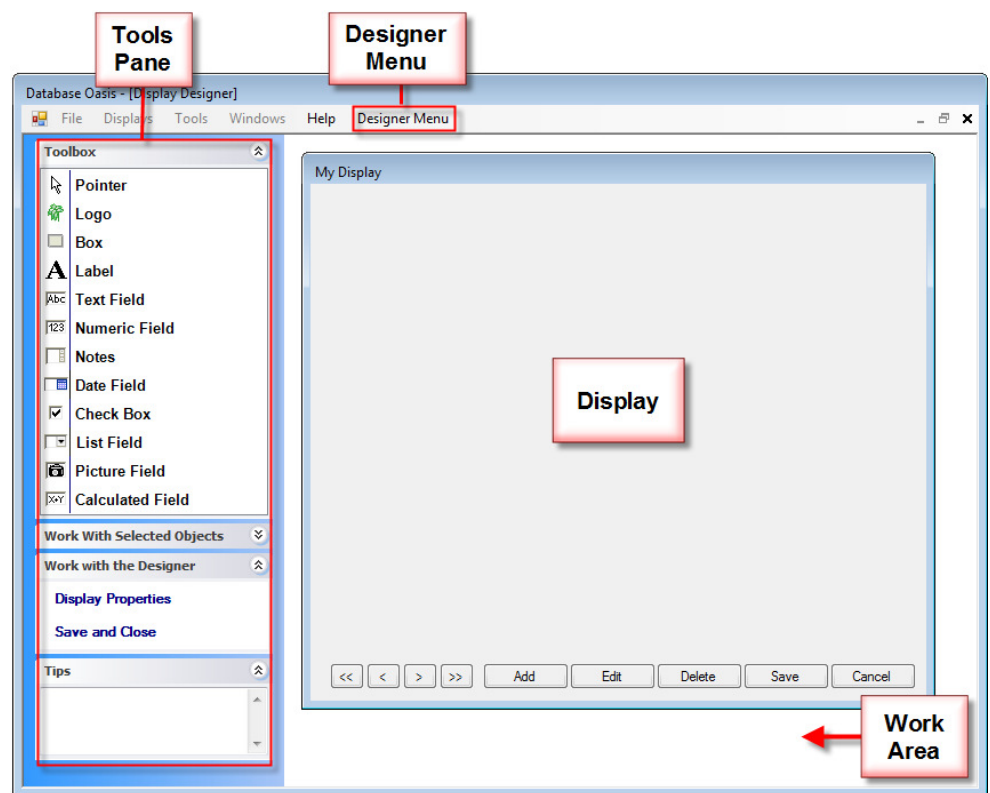 Tools
Pane
Designer
Menu
Database Oasis - [Display Designer]
File Displays Tools Windows Help Designer Menu
Toolbox
Pointer
Logo
Box
A Label
Abc Text Field
123 Numeric Field
Notes
Date Field
Check Box
List Field
Picture Field
X+Y Calculated Field
Work With Selected Objects
Work with the Designer
Display Properties
Save and Close
Tips
My Display
Display
<< < > >> Add Edit Delete Save Cancel
Work
Area